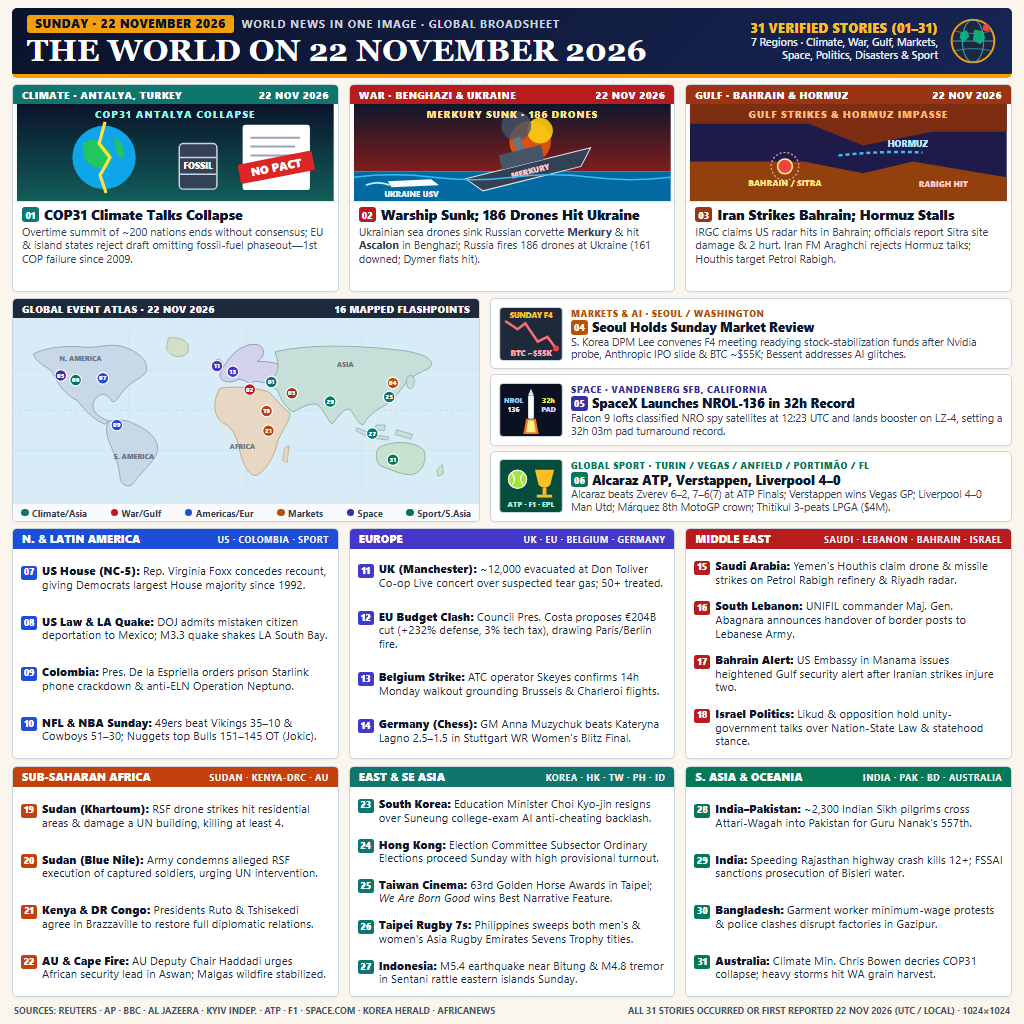 SUNDAY · 22 NOVEMBER 2026
WORLD NEWS IN ONE IMAGE · GLOBAL BROADSHEET
THE WORLD ON 22 NOVEMBER 2026
31 VERIFIED STORIES (01–31)
7 Regions · Climate, War, Gulf, Markets,
Space, Politics, Disasters & Sport
CLIMATE · ANTALYA, TURKEY
22 NOV 2026
COP31 ANTALYA COLLAPSE
FOSSIL
NO PACT
01 COP31 Climate Talks Collapse
Overtime summit of ~200 nations ends without consensus; EU
& island states reject draft omitting fossil-fuel phaseout—1st
COP failure since 2009.
WAR · BENGHAZI & UKRAINE
22 NOV 2026
MERKURY SUNK · 186 DRONES
MERKURY
UKRAINE USV
02 Warship Sunk; 186 Drones Hit Ukraine
Ukrainian sea drones sink Russian corvette Merkury & hit
Ascalon in Benghazi; Russia fires 186 drones at Ukraine (161
downed; Dymer flats hit).
GULF · BAHRAIN & HORMUZ
22 NOV 2026
GULF STRIKES & HORMUZ IMPASSE
HORMUZ
BAHRAIN / SITRA
RABIGH HIT
03 Iran Strikes Bahrain; Hormuz Stalls
IRGC claims US radar hits in Bahrain; officials report Sitra site
damage & 2 hurt. Iran FM Araghchi rejects Hormuz talks;
Houthis target Petrol Rabigh.
GLOBAL EVENT ATLAS · 22 NOV 2026
16 MAPPED FLASHPOINTS
N. AMERICA
ASIA
AFRICA
S. AMERICA
05
06
07
09
11
13
01
02
03
04
23
29
19
21
27
31
Climate/Asia
War/Gulf
Americas/Eur
Markets
Space
Sport/S.Asia
SUNDAY F4
BTC ~$55K
MARKETS & AI · SEOUL / WASHINGTON
04 Seoul Holds Sunday Market Review
S. Korea DPM Lee convenes F4 meeting readying stock-stabilization funds after Nvidia
probe, Anthropic IPO slide & BTC ~$55K; Bessent addresses AI glitches.
NROL
136
32h
PAD
SPACE · VANDENBERG SFB, CALIFORNIA
05 SpaceX Launches NROL-136 in 32h Record
Falcon 9 lofts classified NRO spy satellites at 12:23 UTC and lands booster on LZ-4, setting a
32h 03m pad turnaround record.
ATP · F1 · EPL
GLOBAL SPORT · TURIN / VEGAS / ANFIELD / PORTIMÃO / FL
06 Alcaraz ATP, Verstappen, Liverpool 4–0
Alcaraz beats Zverev 6–2, 7–6(7) at ATP Finals; Verstappen wins Vegas GP; Liverpool 4–0
Man Utd; Márquez 8th MotoGP crown; Thitikul 3-peats LPGA ($4M).
N. & LATIN AMERICA
US · COLOMBIA · SPORT
07 US House (NC-5): Rep. Virginia Foxx concedes recount,
giving Democrats largest House majority since 1992.
08 US Law & LA Quake: DOJ admits mistaken citizen
deportation to Mexico; M3.3 quake shakes LA South Bay.
09 Colombia: Pres. De la Espriella orders prison Starlink
phone crackdown & anti-ELN Operation Neptuno.
10 NFL & NBA Sunday: 49ers beat Vikings 35–10 &
Cowboys 51–30; Nuggets top Bulls 151–145 OT (Jokic).
EUROPE
UK · EU · BELGIUM · GERMANY
11 UK (Manchester): ~12,000 evacuated at Don Toliver
Co-op Live concert over suspected tear gas; 50+ treated.
12 EU Budget Clash: Council Pres. Costa proposes €204B
cut (+232% defense, 3% tech tax), drawing Paris/Berlin
fire.
13 Belgium Strike: ATC operator Skeyes confirms 14h
Monday walkout grounding Brussels & Charleroi flights.
14 Germany (Chess): GM Anna Muzychuk beats Kateryna
Lagno 2.5–1.5 in Stuttgart WR Women's Blitz Final.
MIDDLE EAST
SAUDI · LEBANON · BAHRAIN · ISRAEL
15 Saudi Arabia: Yemen's Houthis claim drone & missile
strikes on Petrol Rabigh refinery & Riyadh radar.
16 South Lebanon: UNIFIL commander Maj. Gen.
Abagnara announces handover of border posts to
Lebanese Army.
17 Bahrain Alert: US Embassy in Manama issues
heightened Gulf security alert after Iranian strikes injure
two.
18 Israel Politics: Likud & opposition hold unity-
government talks over Nation-State Law & statehood
stance.
SUB-SAHARAN AFRICA
SUDAN · KENYA-DRC · AU
19 Sudan (Khartoum): RSF drone strikes hit residential
areas & damage a UN building, killing at least 4.
20 Sudan (Blue Nile): Army condemns alleged RSF
execution of captured soldiers, urging UN intervention.
21 Kenya & DR Congo: Presidents Ruto & Tshisekedi
agree in Brazzaville to restore full diplomatic relations.
22 AU & Cape Fire: AU Deputy Chair Haddadi urges
African security lead in Aswan; Malgas wildfire stabilized.
EAST & SE ASIA
KOREA · HK · TW · PH · ID
23 South Korea: Education Minister Choi Kyo-jin resigns
over Suneung college-exam AI anti-cheating backlash.
24 Hong Kong: Election Committee Subsector Ordinary
Elections proceed Sunday with high provisional turnout.
25 Taiwan Cinema: 63rd Golden Horse Awards in Taipei;
We Are Born Good wins Best Narrative Feature.
26 Taipei Rugby 7s: Philippines sweeps both men's &
women's Asia Rugby Emirates Sevens Trophy titles.
27 Indonesia: M5.4 earthquake near Bitung & M4.8 tremor
in Sentani rattle eastern islands Sunday.
S. ASIA & OCEANIA
INDIA · PAK · BD · AUSTRALIA
28 India–Pakistan: ~2,300 Indian Sikh pilgrims cross
Attari-Wagah into Pakistan for Guru Nanak's 557th.
29 India: Speeding Rajasthan highway crash kills 12+; FSSAI
sanctions prosecution of Bisleri water.
30 Bangladesh: Garment worker minimum-wage protests
& police clashes disrupt factories in Gazipur.
31 Australia: Climate Min. Chris Bowen decries COP31
collapse; heavy storms hit WA grain harvest.
SOURCES: REUTERS · AP · BBC · AL JAZEERA · KYIV INDEP. · ATP · F1 · SPACE.COM · KOREA HERALD · AFRICANEWS
ALL 31 STORIES OCCURRED OR FIRST REPORTED 22 NOV 2026 (UTC / LOCAL) · 1024×1024